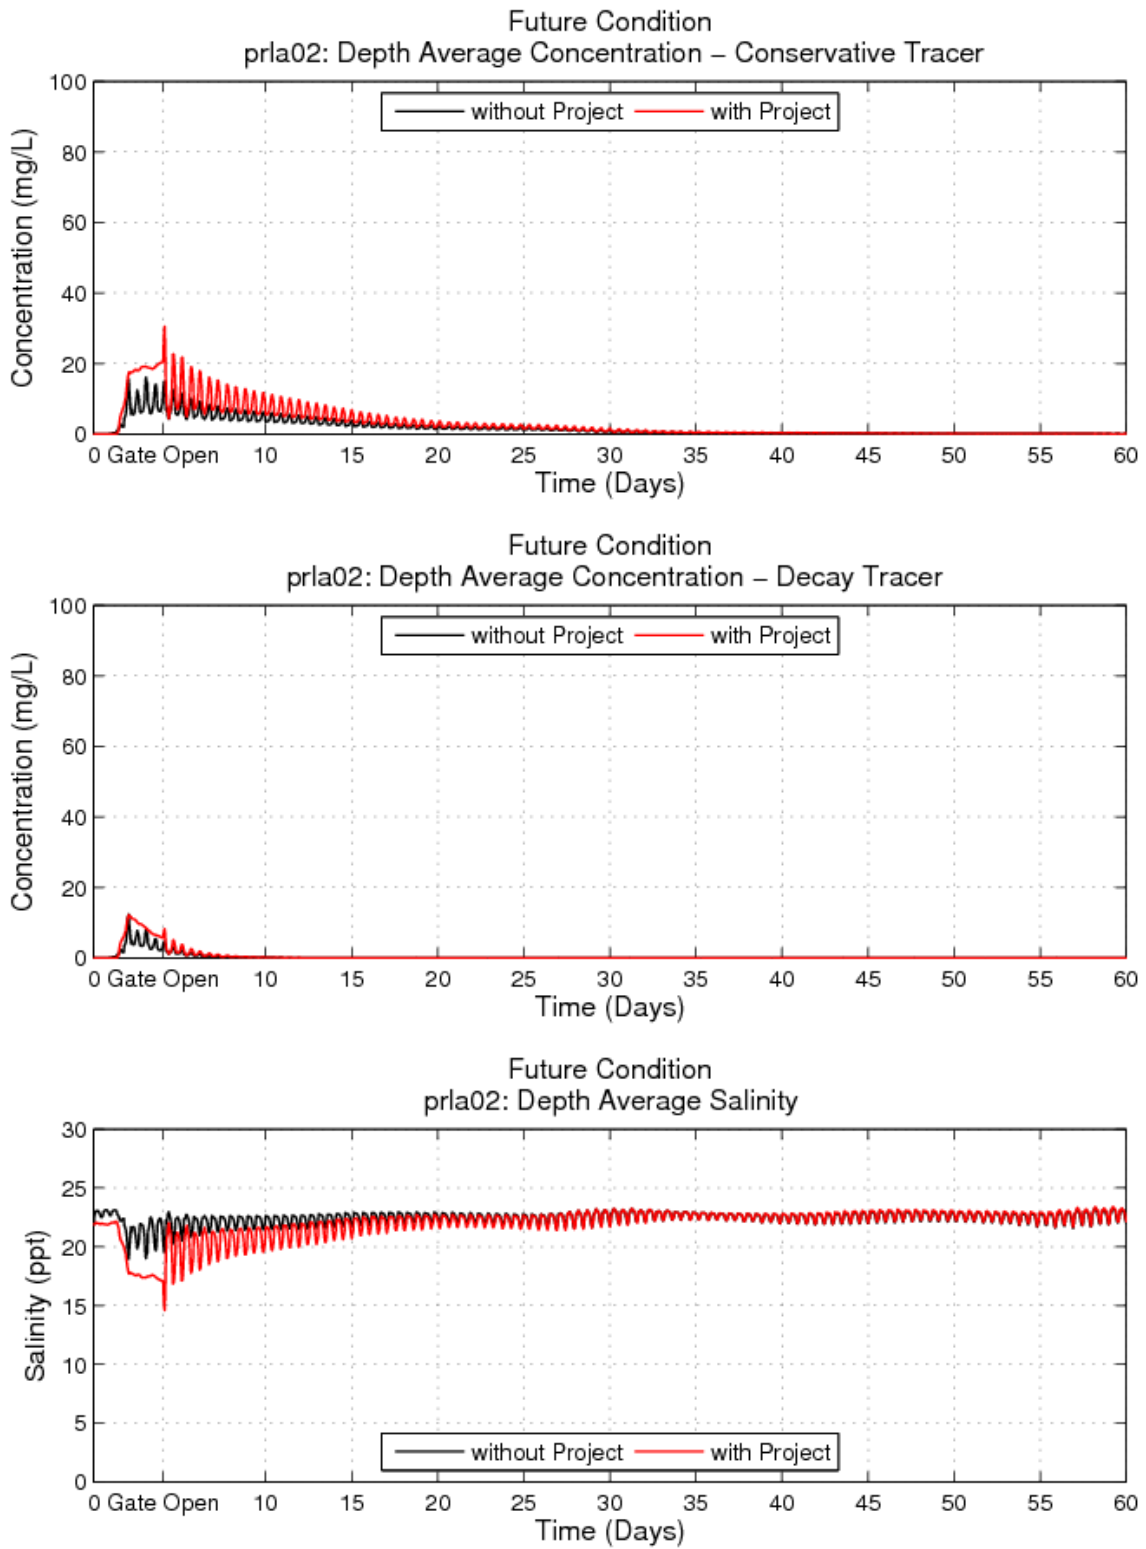 Future Condition
prla02: Depth Average Concentration – Conservative Tracer
100
80
60
40
20
0
Concentration (mg/L)
without Project
with Project
0 Gate Open 10 15 20 25 30 35 40 45 50 55 60
Time (Days)
Future Condition
prla02: Depth Average Concentration – Decay Tracer
100
80
60
40
20
0
Concentration (mg/L)
without Project
with Project
0 Gate Open 10 15 20 25 30 35 40 45 50 55 60
Time (Days)
Future Condition
prla02: Depth Average Salinity
30
25
20
15
10
5
0
Salinity (ppt)
without Project
with Project
0 Gate Open 10 15 20 25 30 35 40 45 50 55 60
Time (Days)